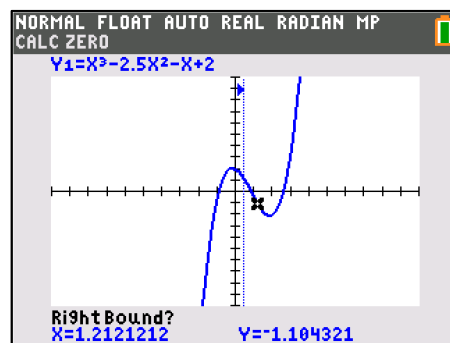 NORMAL FLOAT AUTO REAL RADIAN MP
CALC ZERO
Y₁=X³-2.5X²-X+2
Right Bound?
X=1.2121212 Y=⁻1.104321